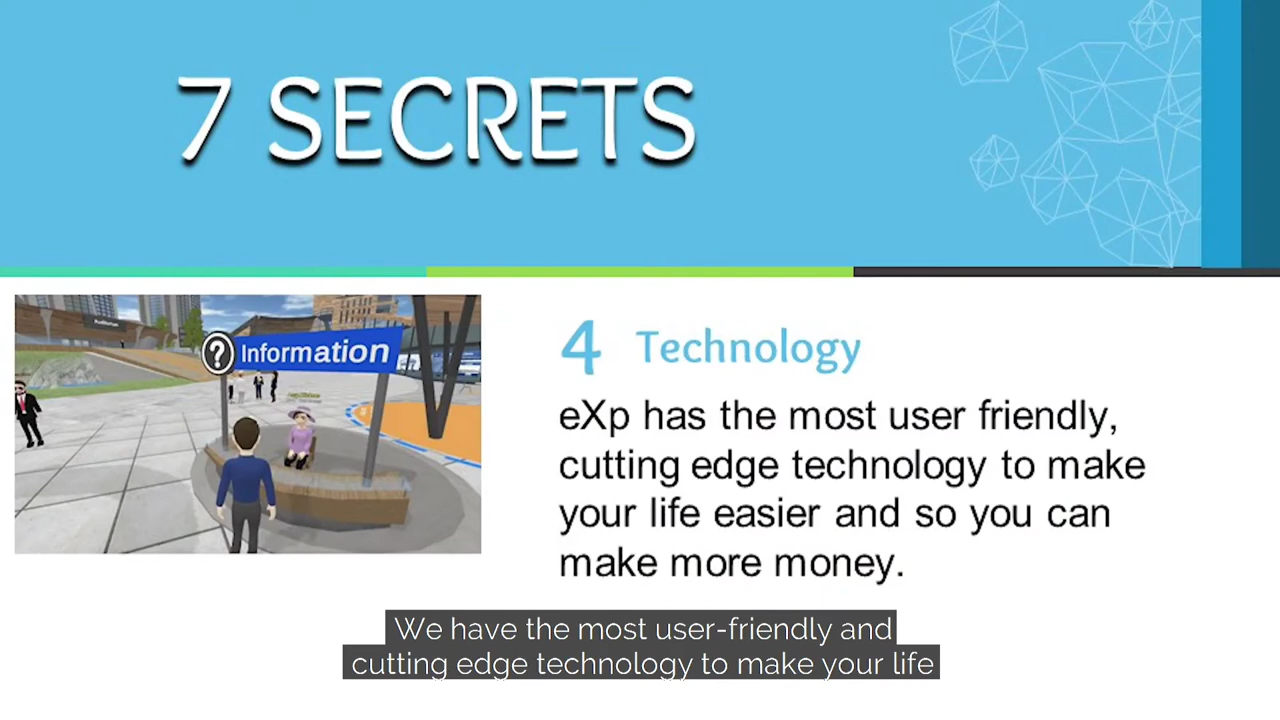 7 SECRETS
? Information
4 Technology
eXp has the most user friendly,
cutting edge technology to make
your life easier and so you can
make more money.
We have the most user-friendly and
cutting edge technology to make your life